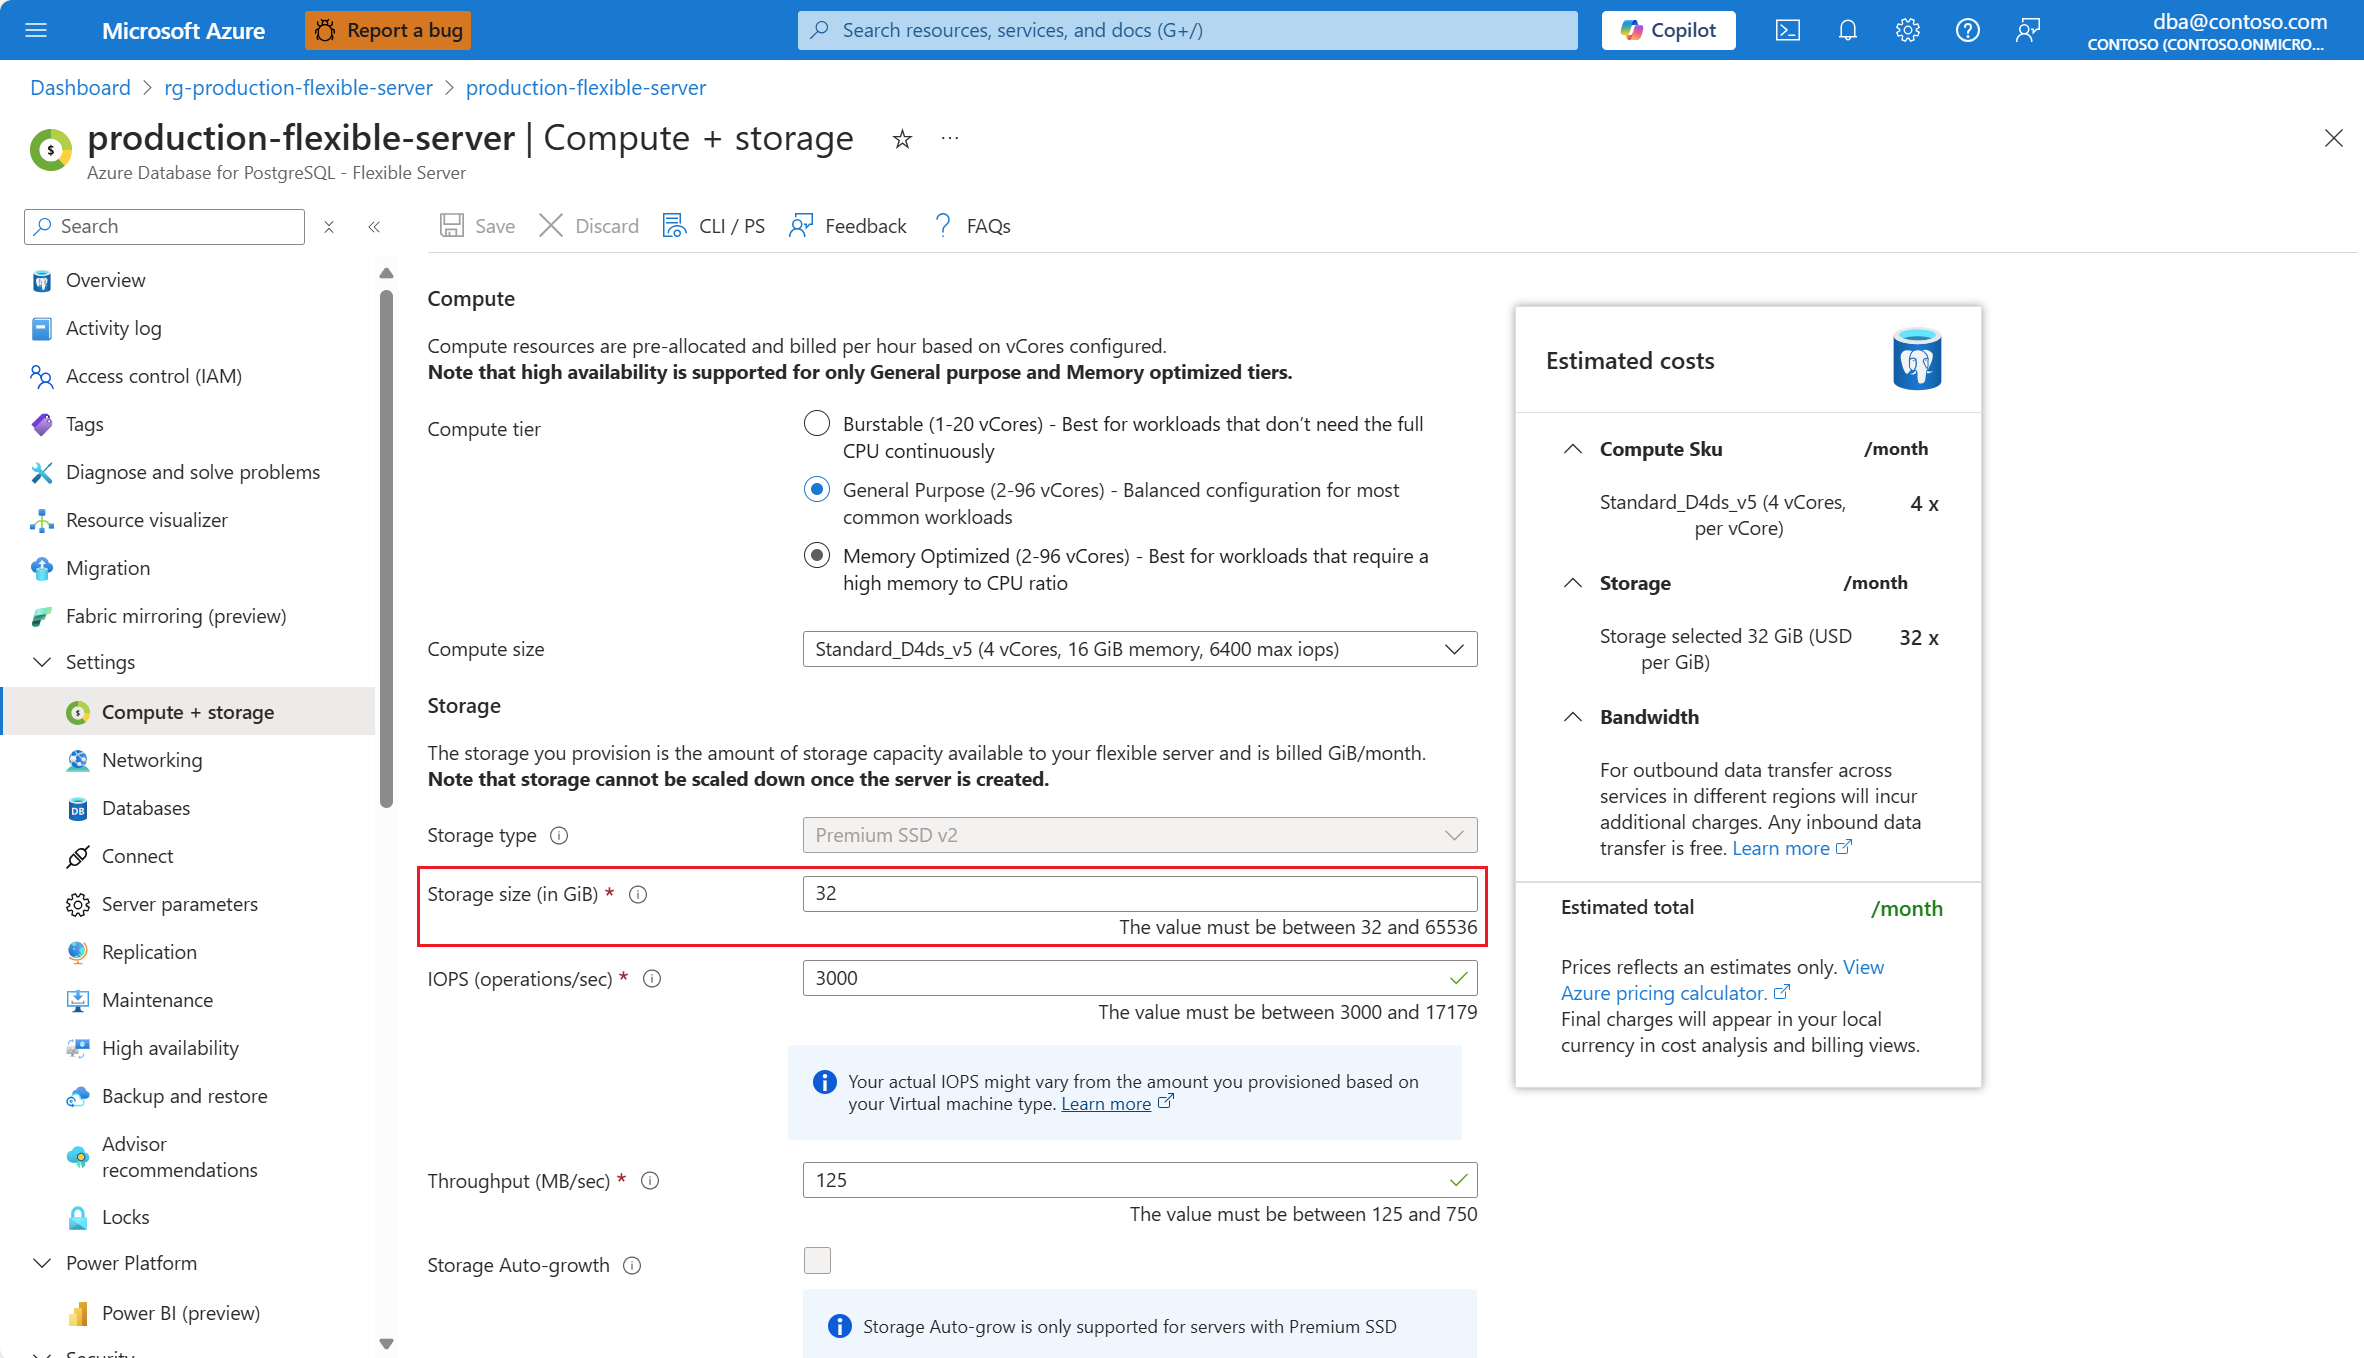 Microsoft Azure
Report a bug
Search resources, services, and docs (G+/)
Copilot
dba@contoso.com
CONTOSO (CONTOSO.ONMICRO...
Dashboard > rg-production-flexible-server > production-flexible-server
production-flexible-server | Compute + storage
Azure Database for PostgreSQL - Flexible Server
Search
Overview
Activity log
Access control (IAM)
Tags
Diagnose and solve problems
Resource visualizer
Migration
Fabric mirroring (preview)
Settings
Compute + storage
Networking
Databases
Connect
Server parameters
Replication
Maintenance
High availability
Backup and restore
Advisor
recommendations
Locks
Power Platform
Power BI (preview)
Security
Save
Discard
CLI / PS
Feedback
FAQs
Compute
Compute resources are pre-allocated and billed per hour based on vCores configured.
Note that high availability is supported for only General purpose and Memory optimized tiers.
Compute tier
Burstable (1-20 vCores) - Best for workloads that don't need the full
CPU continuously
General Purpose (2-96 vCores) - Balanced configuration for most
common workloads
Memory Optimized (2-96 vCores) - Best for workloads that require a
high memory to CPU ratio
Compute size
Standard_D4ds_v5 (4 vCores, 16 GiB memory, 6400 max iops)
Storage
The storage you provision is the amount of storage capacity available to your flexible server and is billed GiB/month.
Note that storage cannot be scaled down once the server is created.
Storage type
Premium SSD v2
Storage size (in GiB) *
32
The value must be between 32 and 65536
IOPS (operations/sec) *
3000
The value must be between 3000 and 17179
Your actual IOPS might vary from the amount you provisioned based on
your Virtual machine type. Learn more
Throughput (MB/sec) *
125
The value must be between 125 and 750
Storage Auto-growth
Storage Auto-grow is only supported for servers with Premium SSD
Estimated costs
Compute Sku /month
Standard_D4ds_v5 (4 vCores, 4 x
per vCore)
Storage /month
Storage selected 32 GiB (USD 32 x
per GiB)
Bandwidth
For outbound data transfer across
services in different regions will incur
additional charges. Any inbound data
transfer is free. Learn more
Estimated total /month
Prices reflects an estimates only. View
Azure pricing calculator.
Final charges will appear in your local
currency in cost analysis and billing views.